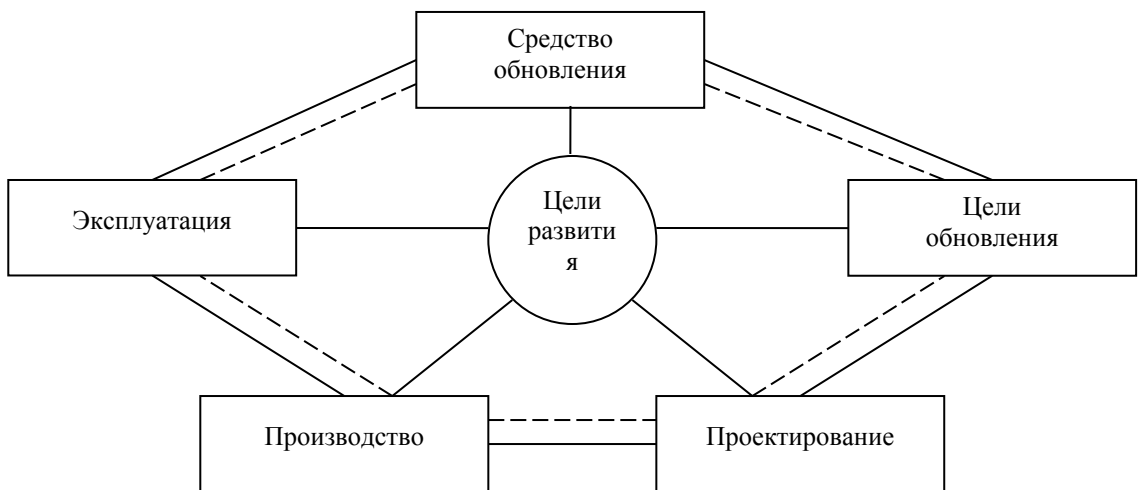 Средство
обновления
Эксплуатация
Цели
развити
я
Цели
обновления
Производство
Проектирование